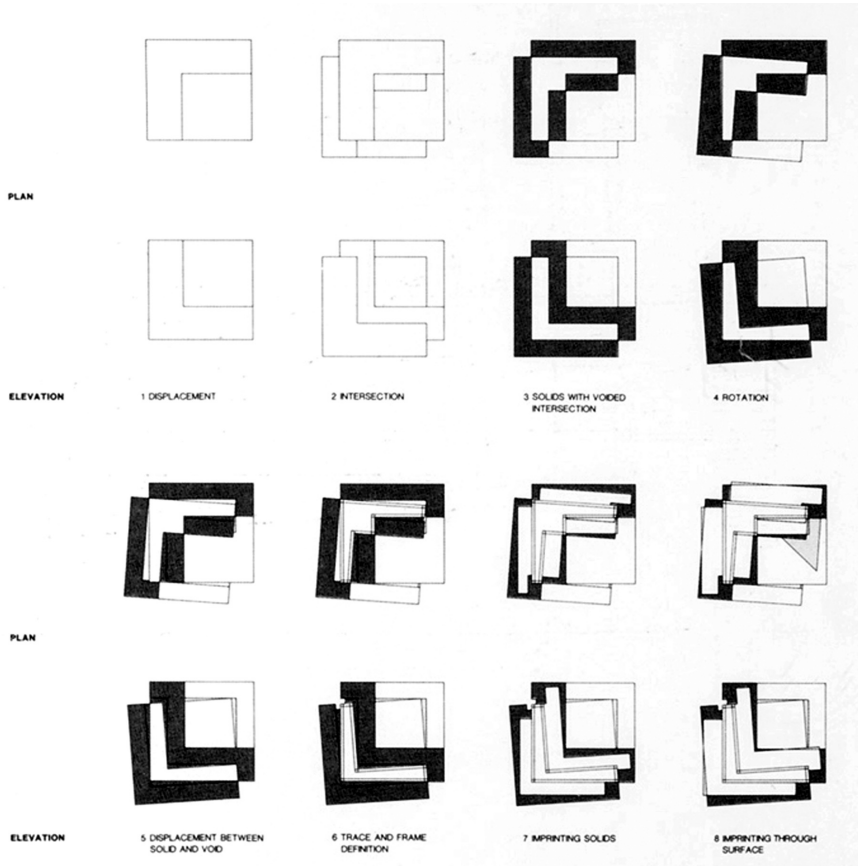 PLAN
ELEVATION
1 DISPLACEMENT
2 INTERSECTION
3 SOLIDS WITH VOIDED
INTERSECTION
4 ROTATION
PLAN
ELEVATION
5 DISPLACEMENT BETWEEN
SOLID AND VOID
6 TRACE AND FRAME
DEFINITION
7 IMPRINTING SOLIDS
8 IMPRINTING THROUGH
SURFACE